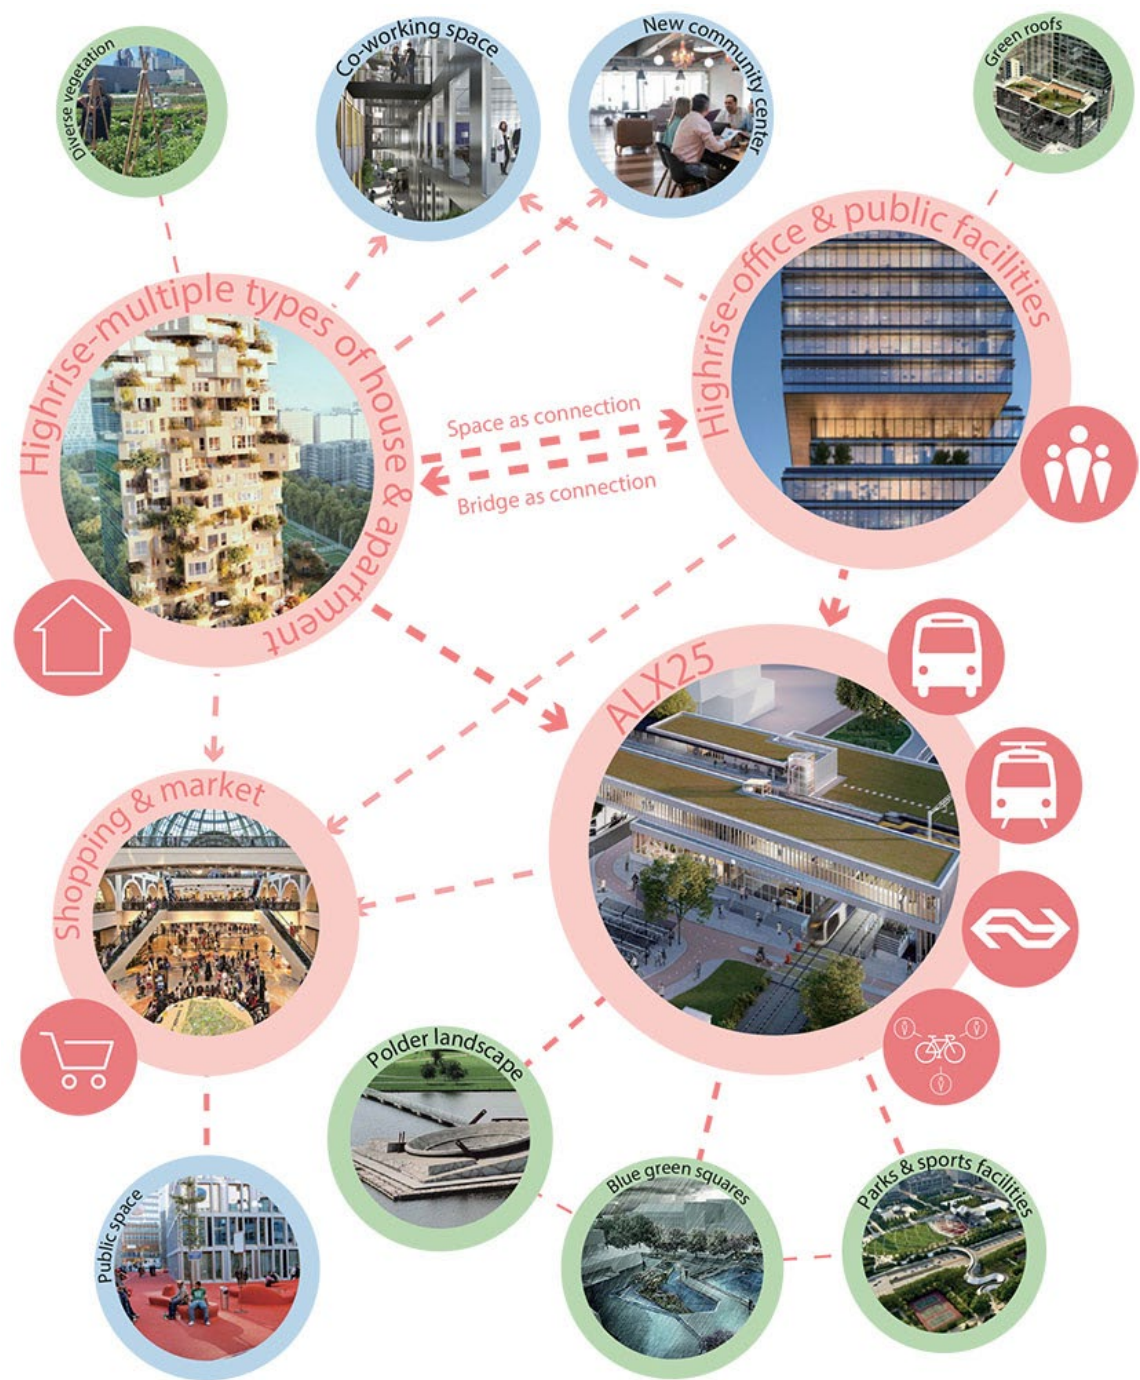 Diverse vegetation
Co-working space
New community center
Green roofs
Highrise-multiple types of house & apartment
Highrise-office & public facilities
Space as connection
Bridge as connection
ALX25
Shopping & market
Polder landscape
Blue green squares
Parks & sports facilities
Public space